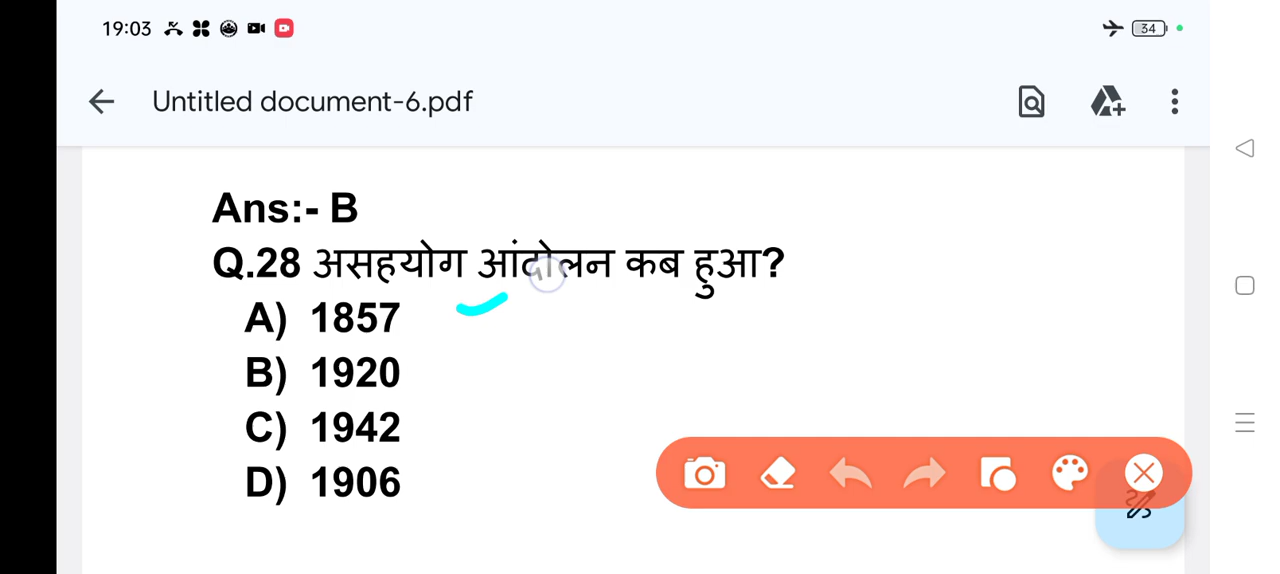 19:03
34
Untitled document-6.pdf
Ans:- B
Q.28 असहयोग आंदोलन कब हुआ?
A) 1857
B) 1920
C) 1942
D) 1906